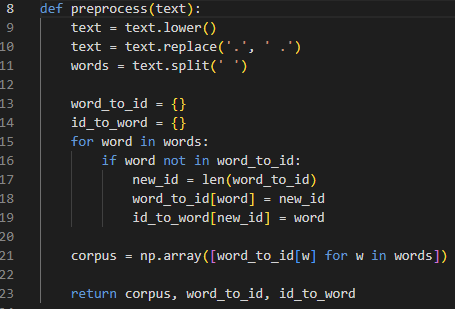 8 def preprocess(text):
9     text = text.lower()
10     text = text.replace('.', ' .')
11     words = text.split(' ')
12
13     word_to_id = {}
14     id_to_word = {}
15     for word in words:
16         if word not in word_to_id:
17             new_id = len(word_to_id)
18             word_to_id[word] = new_id
19             id_to_word[new_id] = word
20
21     corpus = np.array([word_to_id[w] for w in words])
22
23     return corpus, word_to_id, id_to_word